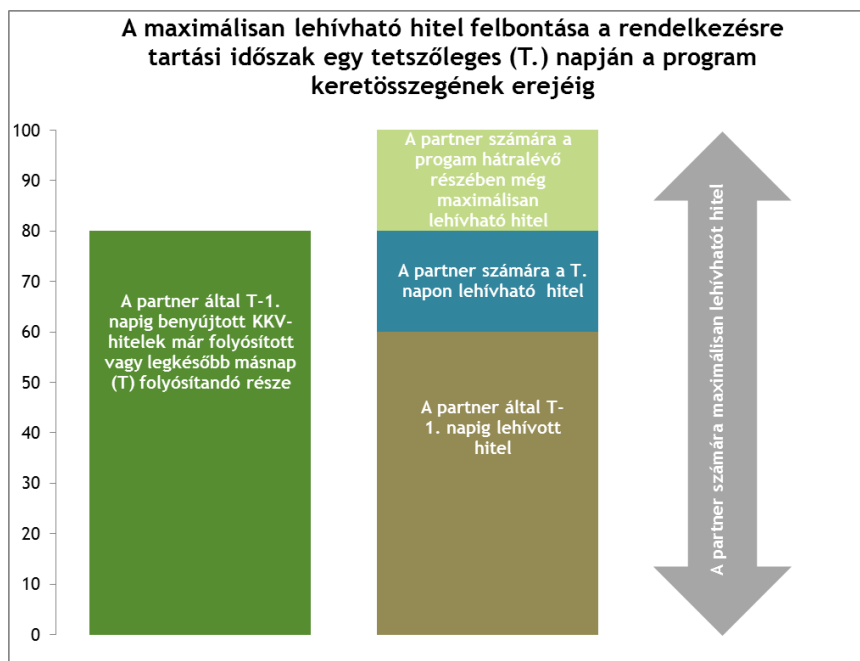 A maximálisan lehívható hitel felbontása a rendelkezésre
tartási időszak egy tetszőleges (T.) napján a program
keretösszegének erejéig
100
90
80
70
60
50
40
30
20
10
0
A partner által T-1.
napig benyújtott KKV-
hitelek már folyósított
vagy legkésőbb másnap
(T) folyósítandó része
A partner számára a
progam hátralévő
részében még
maximálisan
lehívható hitel
A partner számára a T.
napon lehívható hitel
A partner által T-
1. napig lehívott
hitel
A partner számára maximálisan lehívhatót hitel